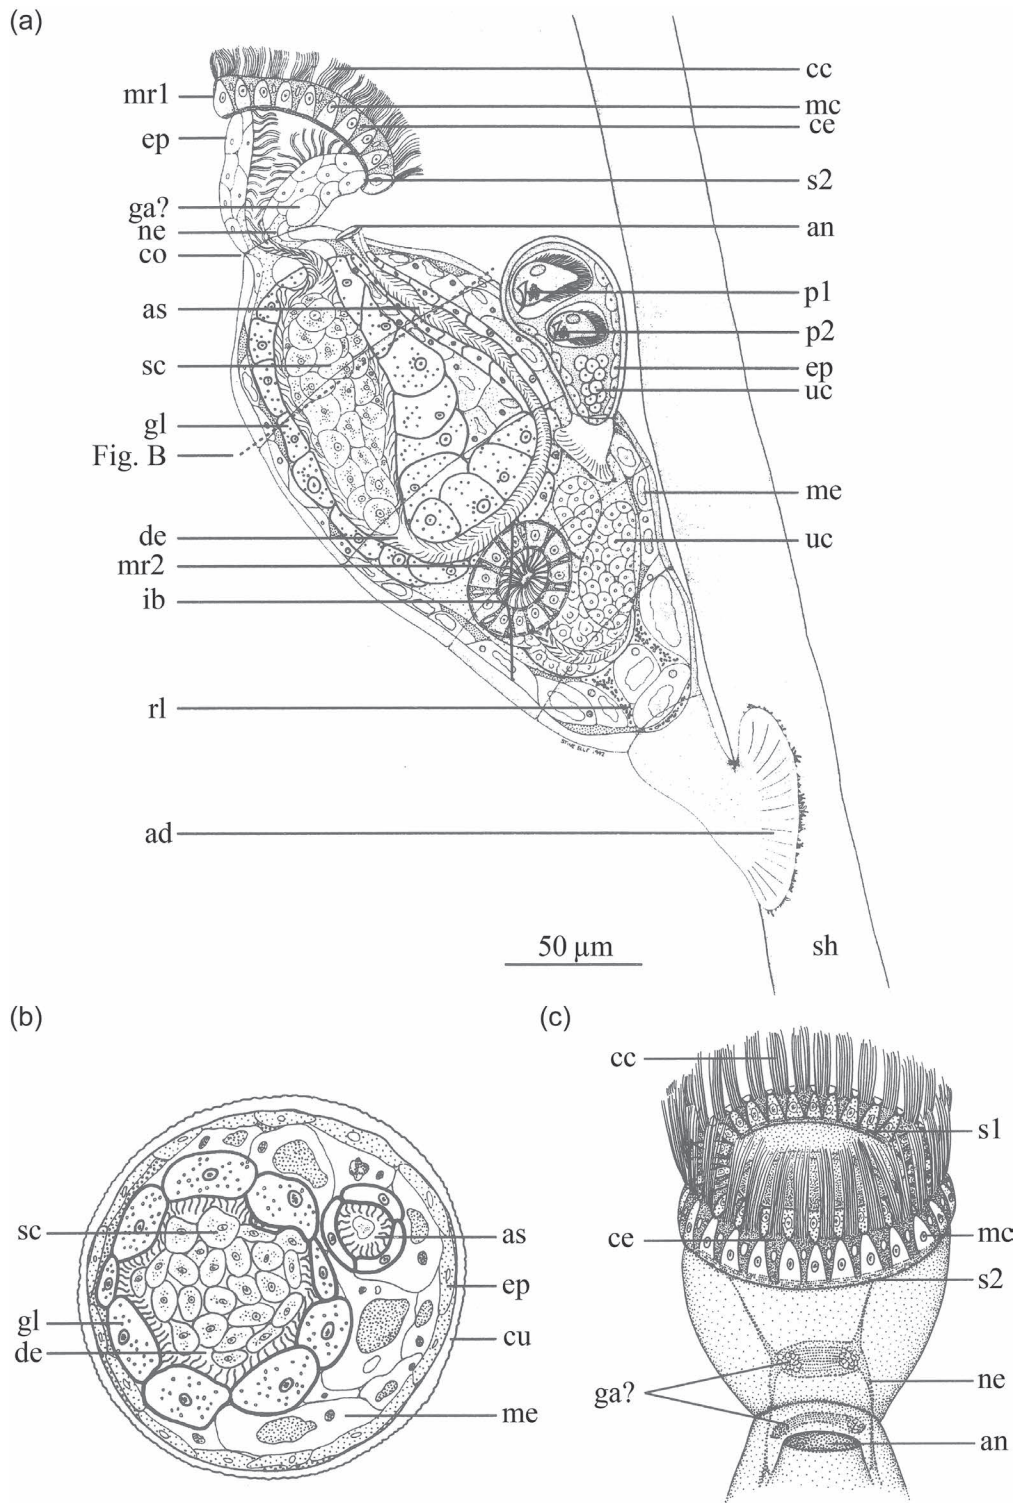 (a)
cc
mr1
mc
ce
ep
s2
ga?
an
ne
co
p1
as
p2
sc
ep
uc
gl
Fig. B
me
de
uc
mr2
ib
rl
ad
50 µm
sh
(b)
(c)
cc
s1
sc
as
ce
mc
ep
s2
gl
cu
de
ne
ga?
me
an